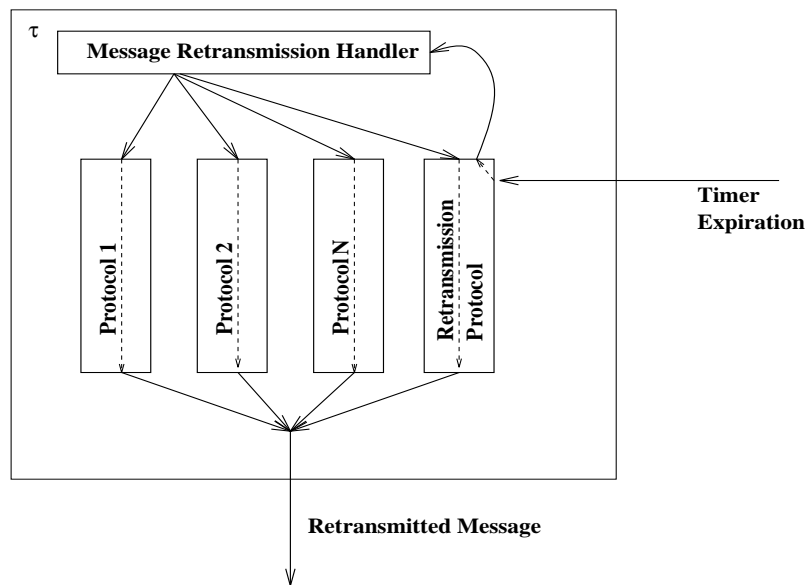 τ
Message Retransmission Handler
Protocol 1
Protocol 2
Protocol N
Retransmission
Protocol
Timer
Expiration
Retransmitted Message